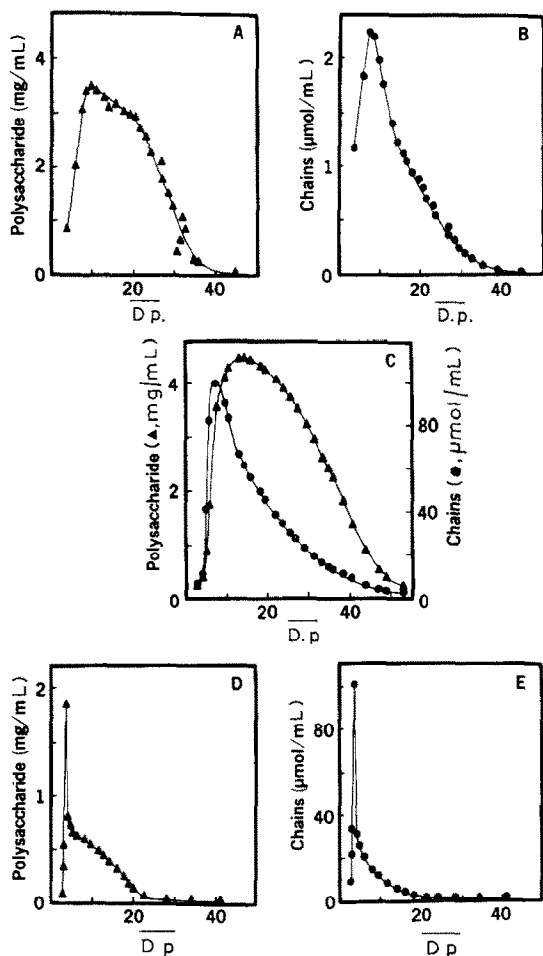 A
Polysaccharide (mg/mL)
4
2
0
20
40
D p.
B
Chains (μmol/mL)
2
1
0
20
40
D.p.
C
Polysaccharide (▲, mg/mL)
4
2
0
20
40
D. p
Chains (●, μmol/mL)
80
40
0
D
Polysaccharide (mg/mL)
2
1
0
20
40
D p
E
Chains (μmol/mL)
80
40
0
20
40
D p